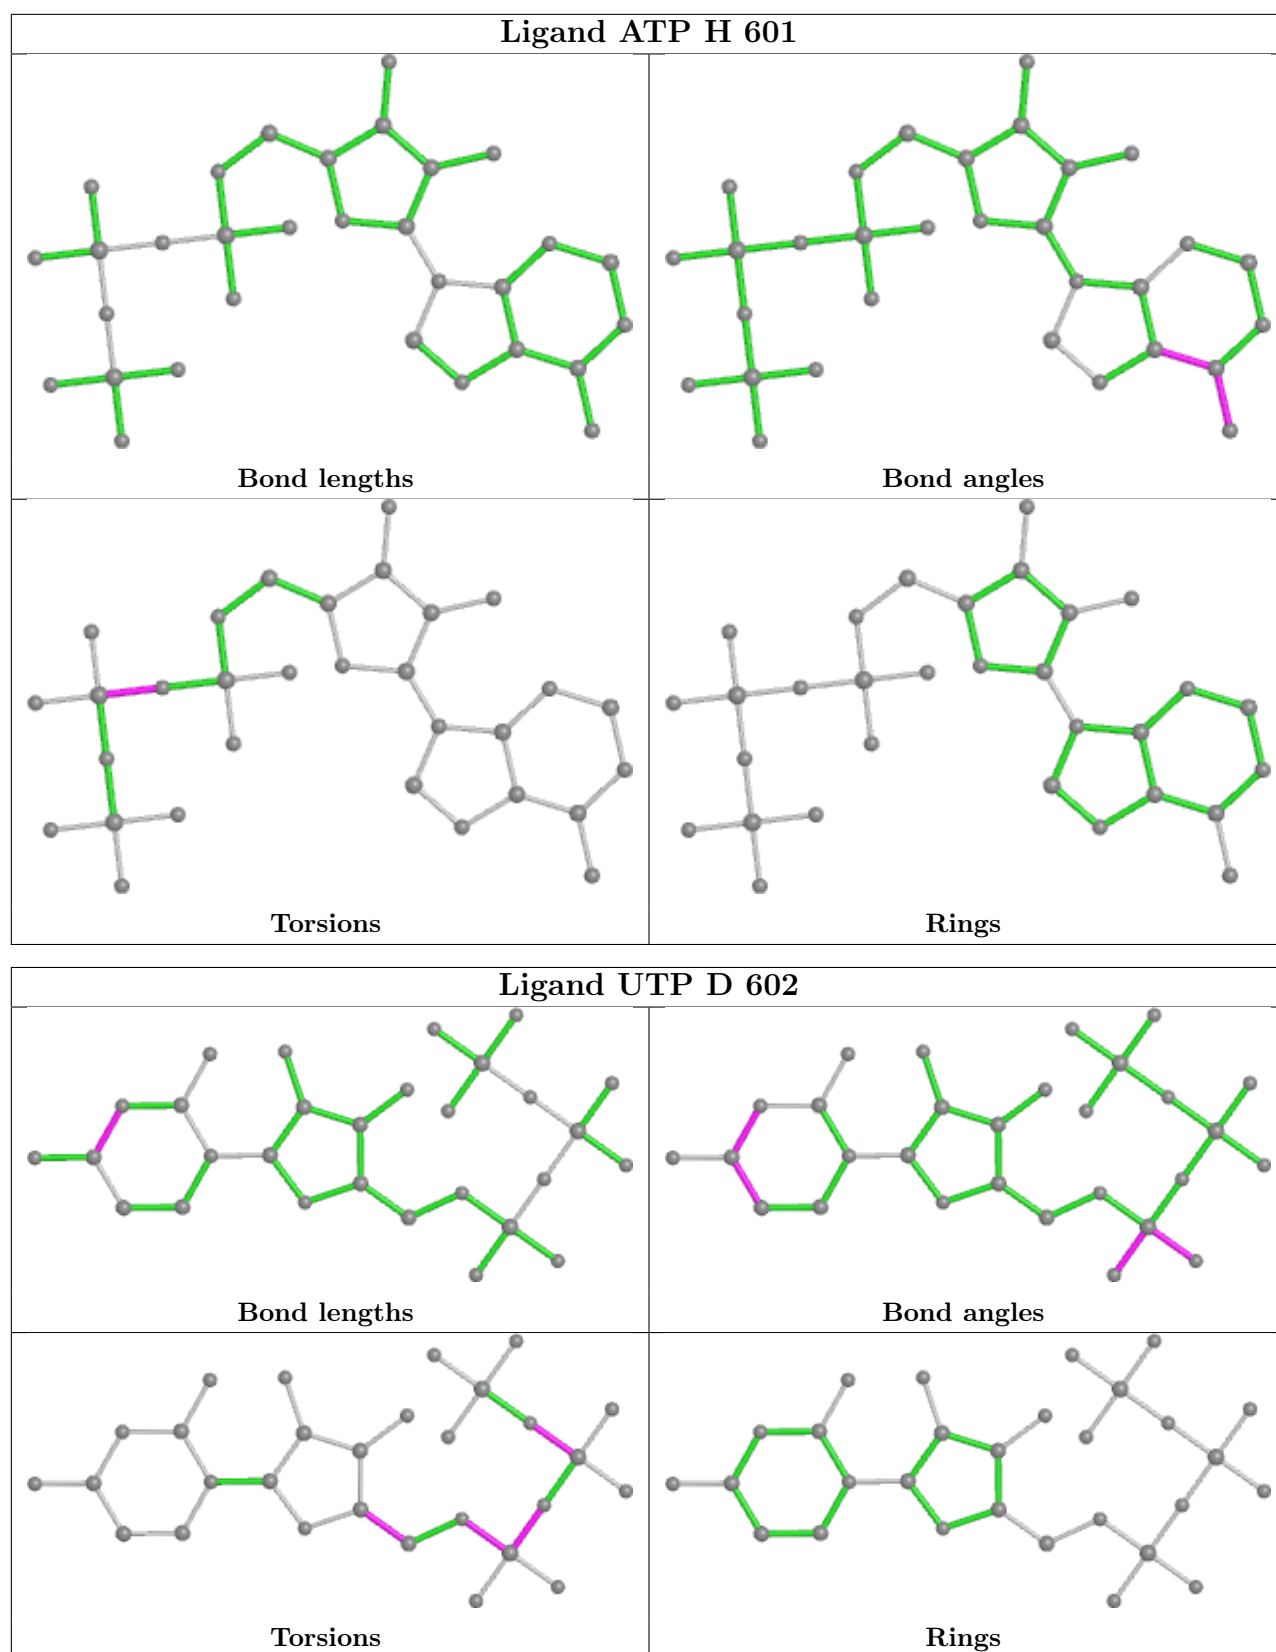 Ligand ATP H 601
Bond lengths
Bond angles
Torsions
Rings
Ligand UTP D 602
Bond lengths
Bond angles
Torsions
Rings